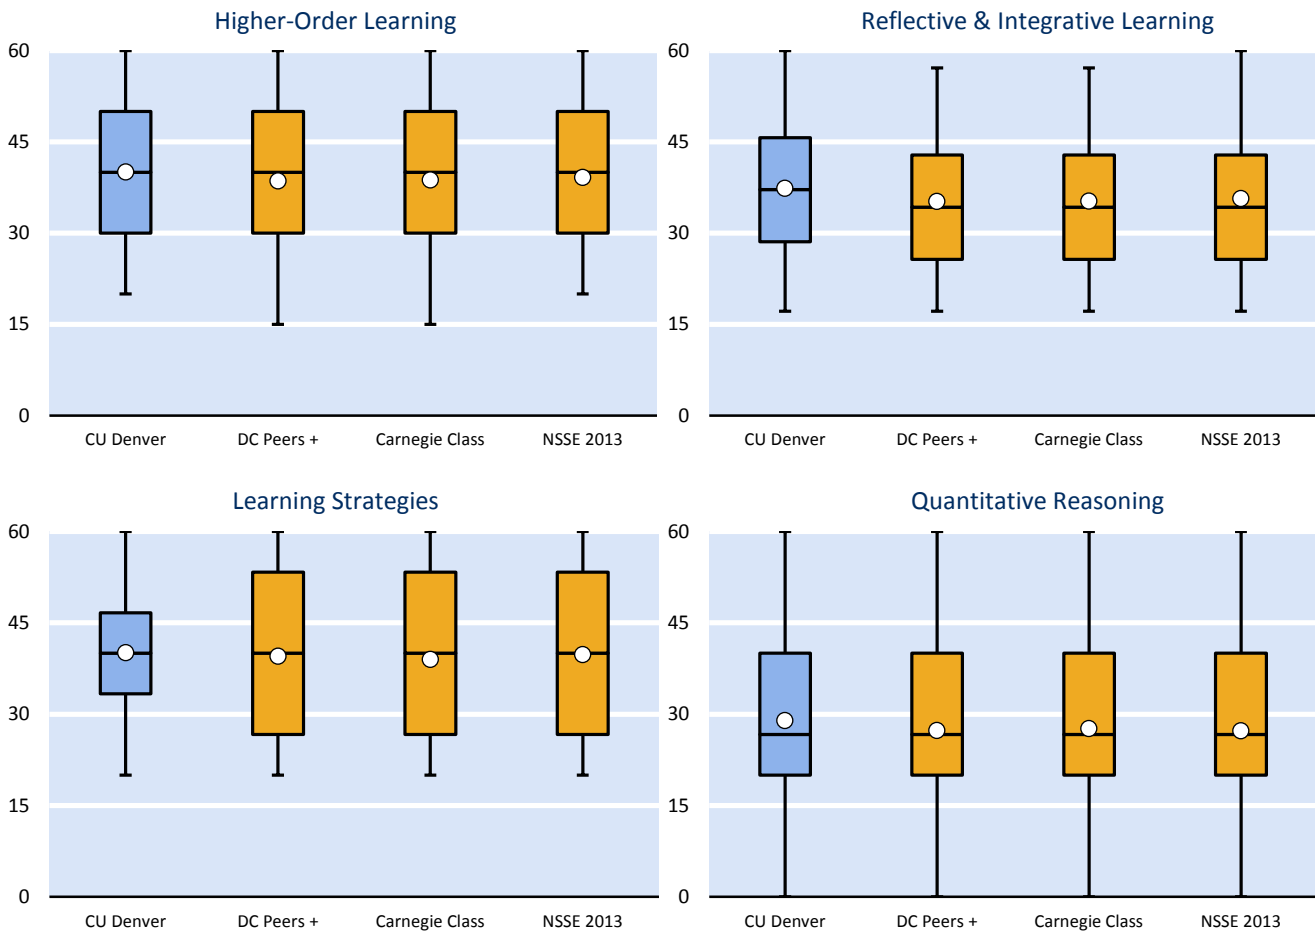 Higher-Order Learning
60
45
30
15
0
CU Denver DC Peers + Carnegie Class NSSE 2013
Reflective & Integrative Learning
60
45
30
15
0
CU Denver DC Peers + Carnegie Class NSSE 2013
Learning Strategies
60
45
30
15
0
CU Denver DC Peers + Carnegie Class NSSE 2013
Quantitative Reasoning
60
45
30
15
0
CU Denver DC Peers + Carnegie Class NSSE 2013